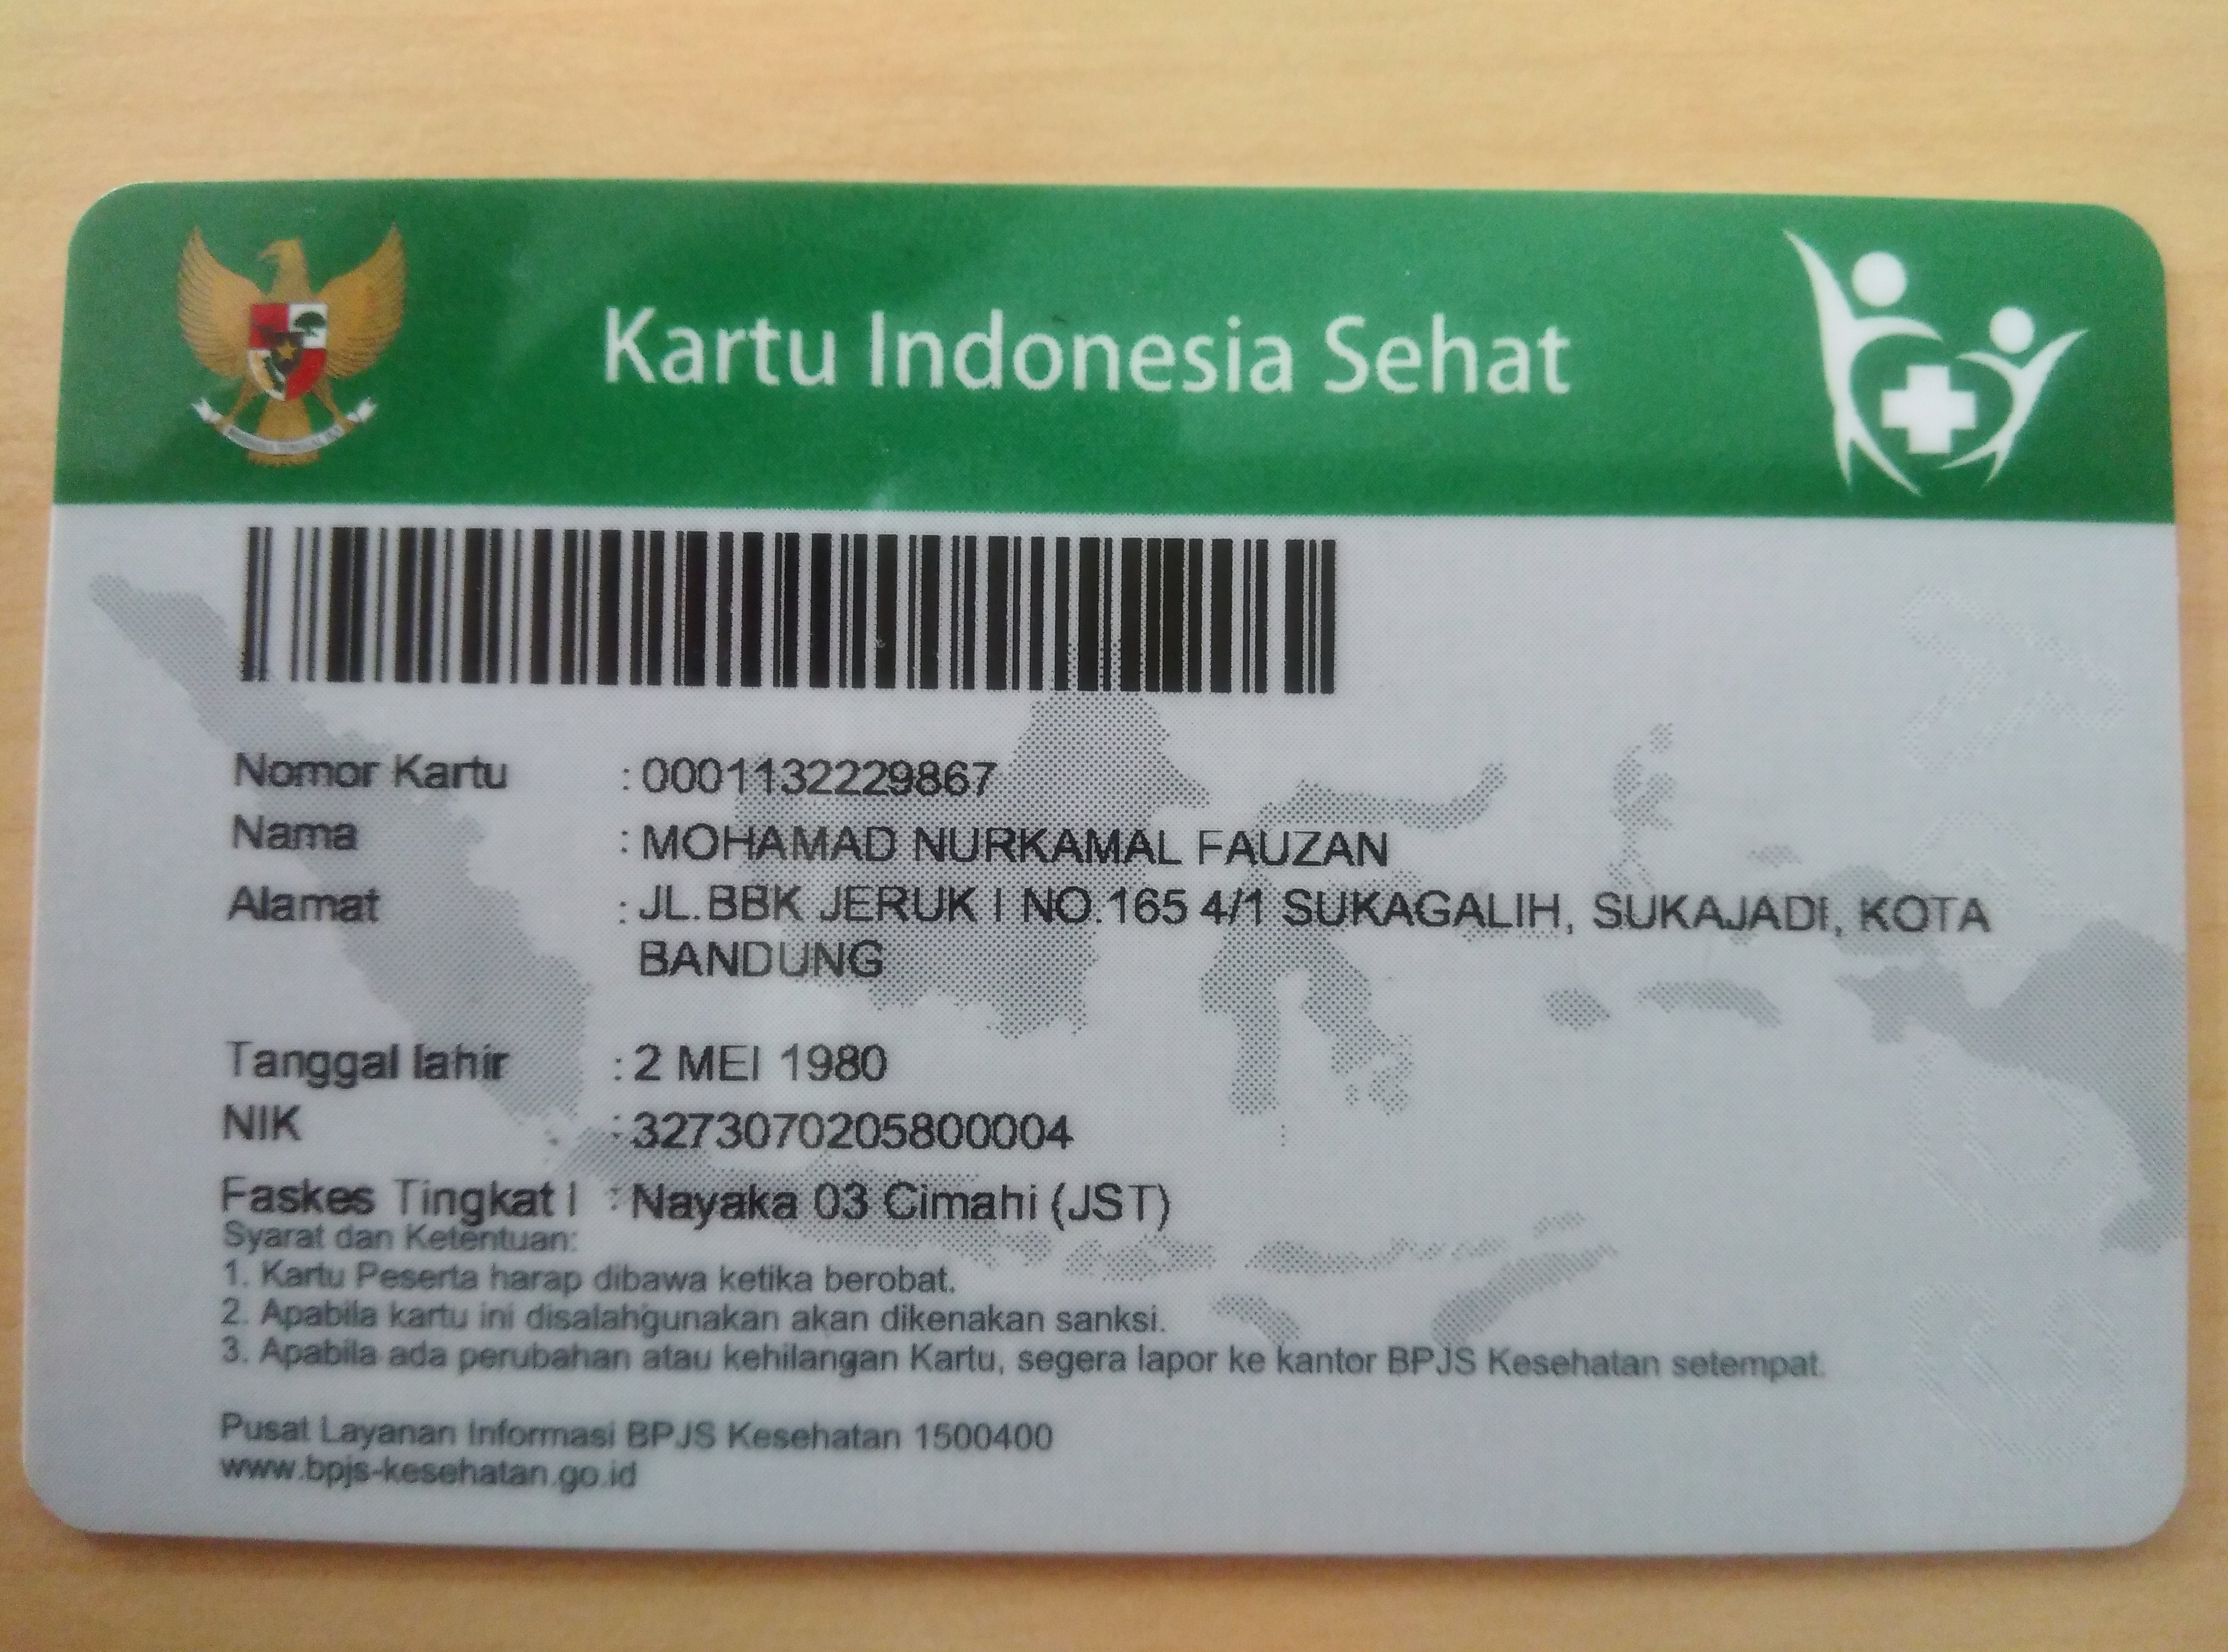 Kartu Indonesia Sehat
Nomor Kartu : 0001132229867
Nama : MOHAMAD NURKAMAL FAUZAN
Alamat : JL.BBK JERUK I NO.165 4/1 SUKAGALIH, SUKAJADI, KOTA
BANDUNG
Tanggal lahir : 2 MEI 1980
NIK : 3273070205800004
Faskes Tingkat I : Nayaka 03 Cimahi (JST)
Syarat dan Ketentuan:
1. Kartu Peserta harap dibawa ketika berobat.
2. Apabila kartu ini disalahgunakan akan dikenakan sanksi.
3. Apabila ada perubahan atau kehilangan Kartu, segera lapor ke kantor BPJS Kesehatan setempat.
Pusat Layanan Informasi BPJS Kesehatan 1500400
www.bpjs-kesehatan.go.id